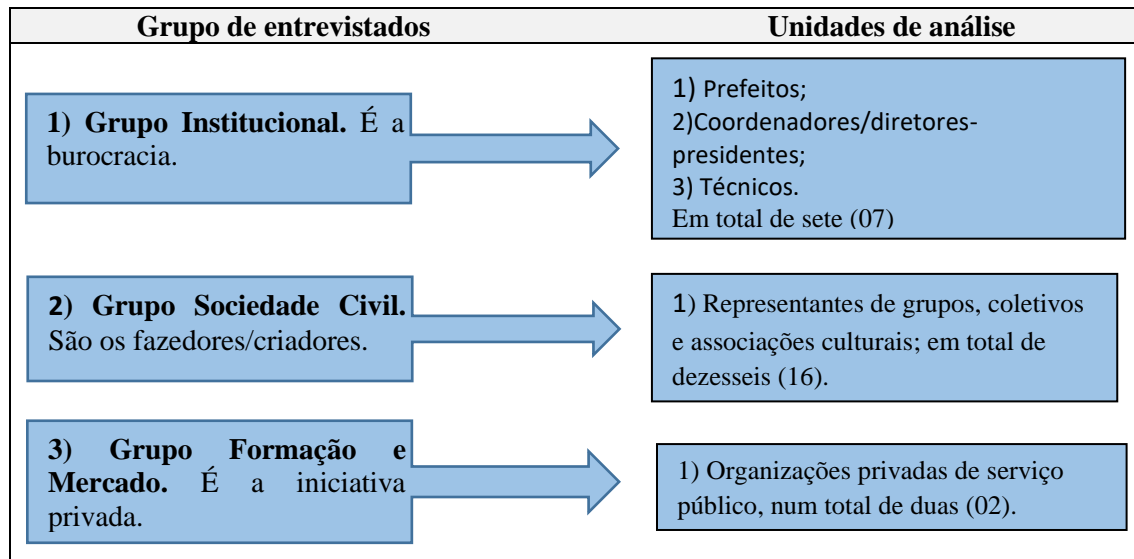 Grupo de entrevistados
Unidades de análise
1) Grupo Institucional. É a
burocracia.
1) Prefeitos;
2)Coordenadores/diretores-
presidentes;
3) Técnicos.
Em total de sete (07)
2) Grupo Sociedade Civil.
São os fazedores/criadores.
1) Representantes de grupos, coletivos
e associações culturais; em total de
dezesseis (16).
3) Grupo Formação e
Mercado. É a iniciativa
privada.
1) Organizações privadas de serviço
público, num total de duas (02).